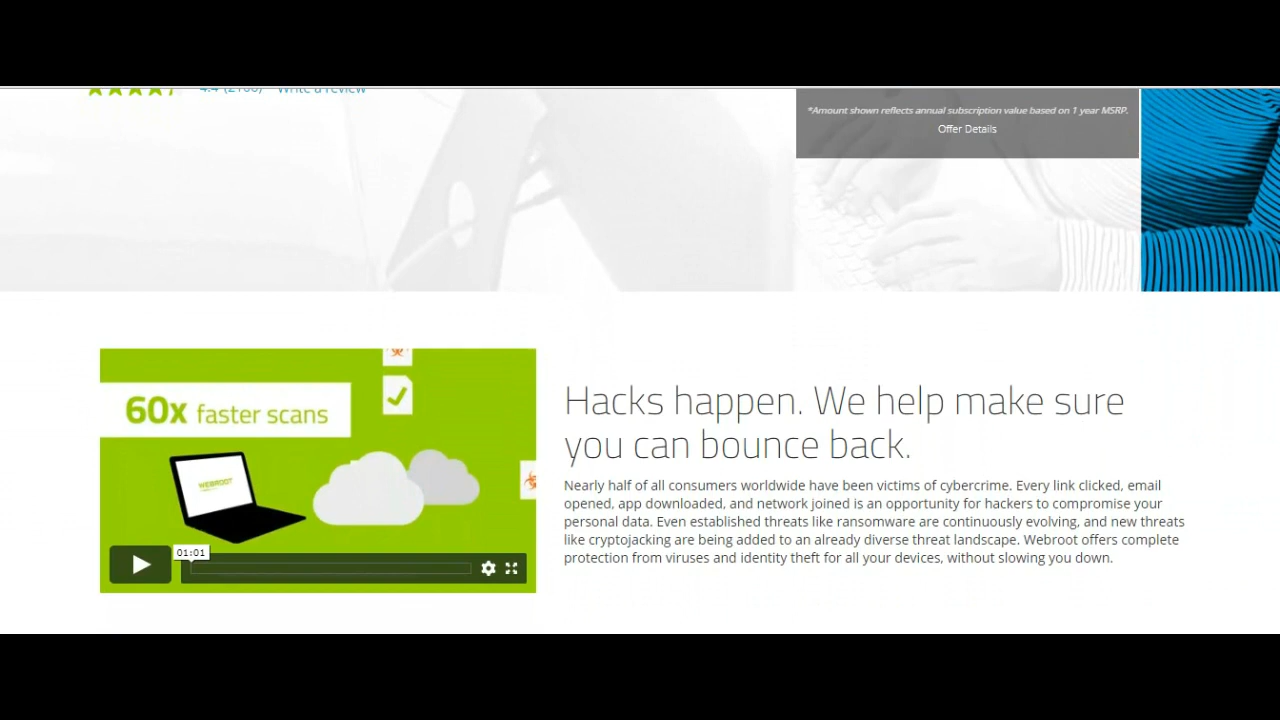 4.4 Write a review
*Amount shown reflects annual subscription value based on 1 year MSRP.
Offer Details
60x faster scans
WEBROOT
01:01
Hacks happen. We help make sure
you can bounce back.
Nearly half of all consumers worldwide have been victims of cybercrime. Every link clicked, email
opened, app downloaded, and network joined is an opportunity for hackers to compromise your
personal data. Even established threats like ransomware are continuously evolving, and new threats
like cryptojacking are being added to an already diverse threat landscape. Webroot offers complete
protection from viruses and identity theft for all your devices, without slowing you down.